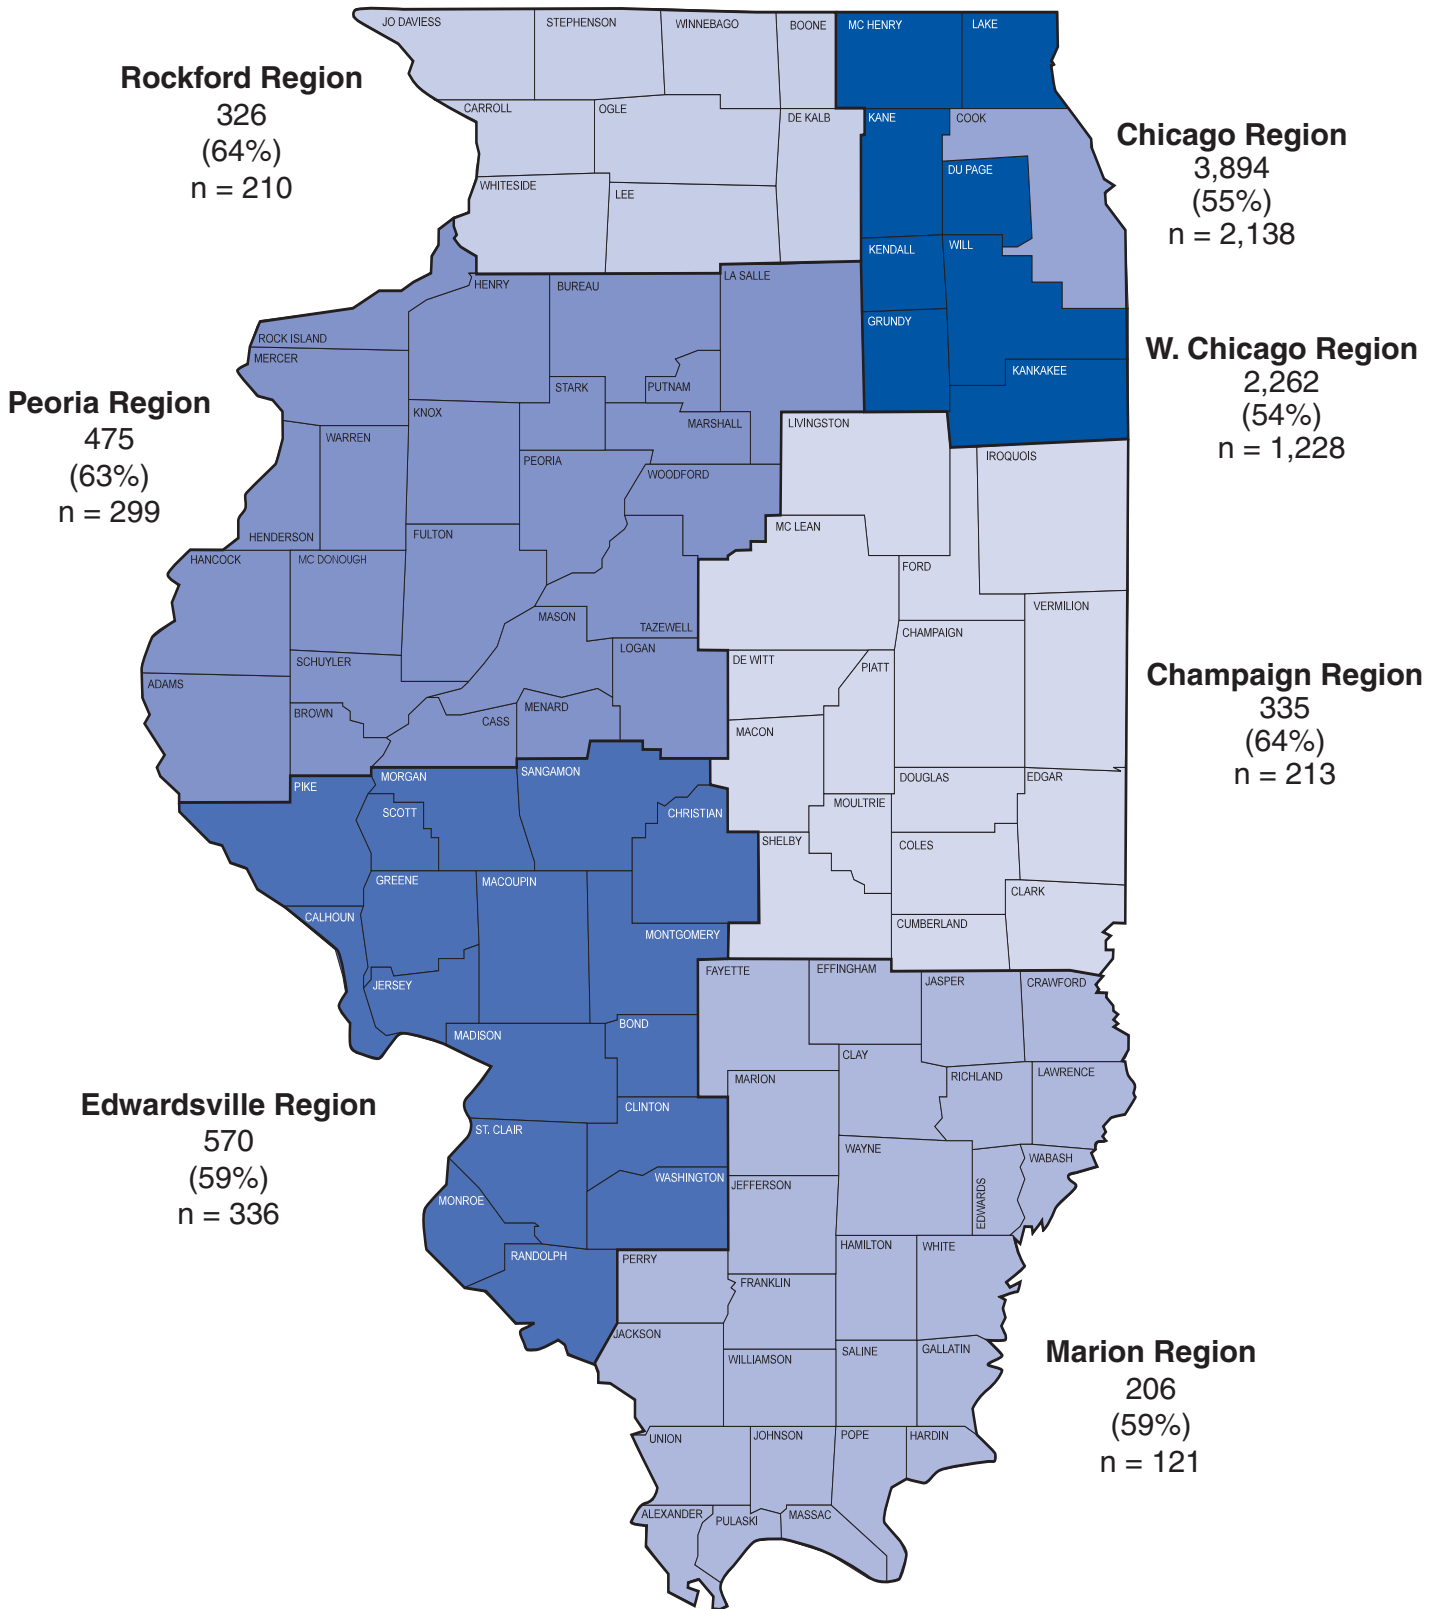 JO DAVIESS
STEPHENSON
WINNEBAGO
BOONE
MC HENRY
LAKE
Rockford Region
326
(64%)
n = 210
CARROLL
OGLE
DE KALB
KANE
COOK
Chicago Region
3,894
(55%)
n = 2,138
DU PAGE
WHITESIDE
LEE
KENDALL
WILL
LA SALLE
HENRY
BUREAU
GRUNDY
ROCK ISLAND
MERCER
W. Chicago Region
2,262
(54%)
n = 1,228
KANKAKEE
STARK
PUTNAM
Peoria Region
475
(63%)
n = 299
KNOX
MARSHALL
LIVINGSTON
WARREN
PEORIA
IROQUOIS
WOODFORD
MC LEAN
HENDERSON
FULTON
HANCOCK
MC DONOUGH
FORD
VERMILION
MASON
TAZEWELL
CHAMPAIGN
LOGAN
SCHUYLER
DE WITT
PIATT
Champaign Region
335
(64%)
n = 213
ADAMS
BROWN
CASS
MENARD
MACON
SANGAMON
MORGAN
PIKE
DOUGLAS
EDGAR
SCOTT
CHRISTIAN
MOULTRIE
SHELBY
COLES
GREENE
MACOUPIN
CLARK
CALHOUN
MONTGOMERY
CUMBERLAND
FAYETTE
EFFINGHAM
JASPER
CRAWFORD
JERSEY
MADISON
BOND
CLAY
MARION
RICHLAND
LAWRENCE
Edwardsville Region
570
(59%)
n = 336
CLINTON
ST. CLAIR
WAYNE
WABASH
WASHINGTON
JEFFERSON
EDWARDS
MONROE
RANDOLPH
PERRY
HAMILTON
WHITE
FRANKLIN
JACKSON
WILLIAMSON
SALINE
GALLATIN
Marion Region
206
(59%)
n = 121
UNION
JOHNSON
POPE
HARDIN
ALEXANDER
PULASKI
MASSAC